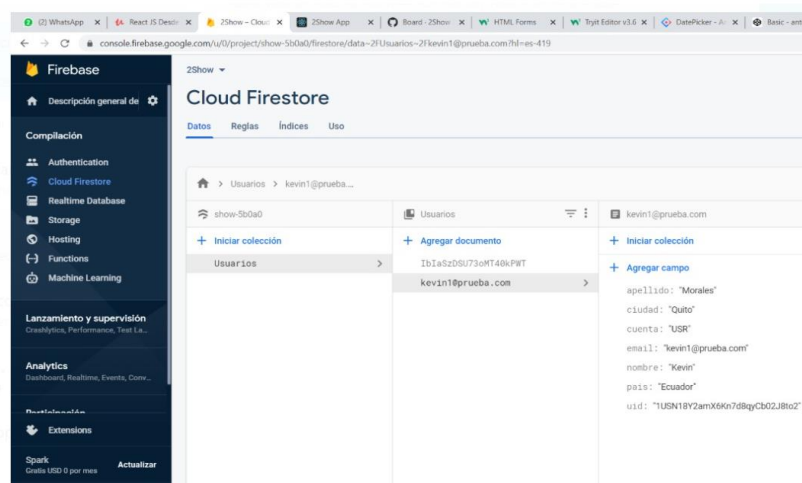 (2) WhatsApp
React JS Desde
2Show – Cloud
2Show App
Board - 2Show
HTML Forms
Tryit Editor v3.6
DatePicker - A
Basic - ant
console.firebase.google.com/u/0/project/show-5b0a0/firestore/data~2FUsuarios~2Fkevin1@prueba.com?hl=es-419
Firebase
2Show
Descripción general de
Cloud Firestore
Datos
Reglas
Índices
Uso
Compilación
Authentication
Cloud Firestore
Realtime Database
Storage
Hosting
Functions
Machine Learning
Lanzamiento y supervisión
Crashlytics, Performance, Test La...
Analytics
Dashboard, Realtime, Events, Conv...
Participación
Extensions
Spark
Gratis USD 0 por mes
Actualizar
> Usuarios > kevin1@prueba....
show-5b0a0
+ Iniciar colección
Usuarios
Usuarios
+ Agregar documento
IbIaSzDSU73oMT40kPWT
kevin1@prueba.com
kevin1@prueba.com
+ Iniciar colección
+ Agregar campo
apellido: "Morales"
ciudad: "Quito"
cuenta: "USR"
email: "kevin1@prueba.com"
nombre: "Kevin"
pais: "Ecuador"
uid: "1USN18Y2amX6Kn7d8qyCb02J8to2"